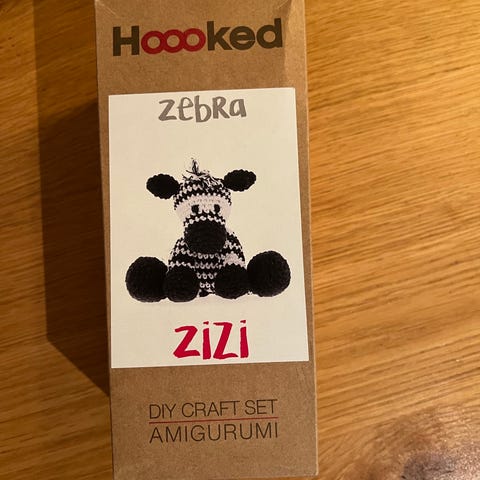 Hoooked
zebra
zizi
DIY CRAFT SET
AMIGURUMI